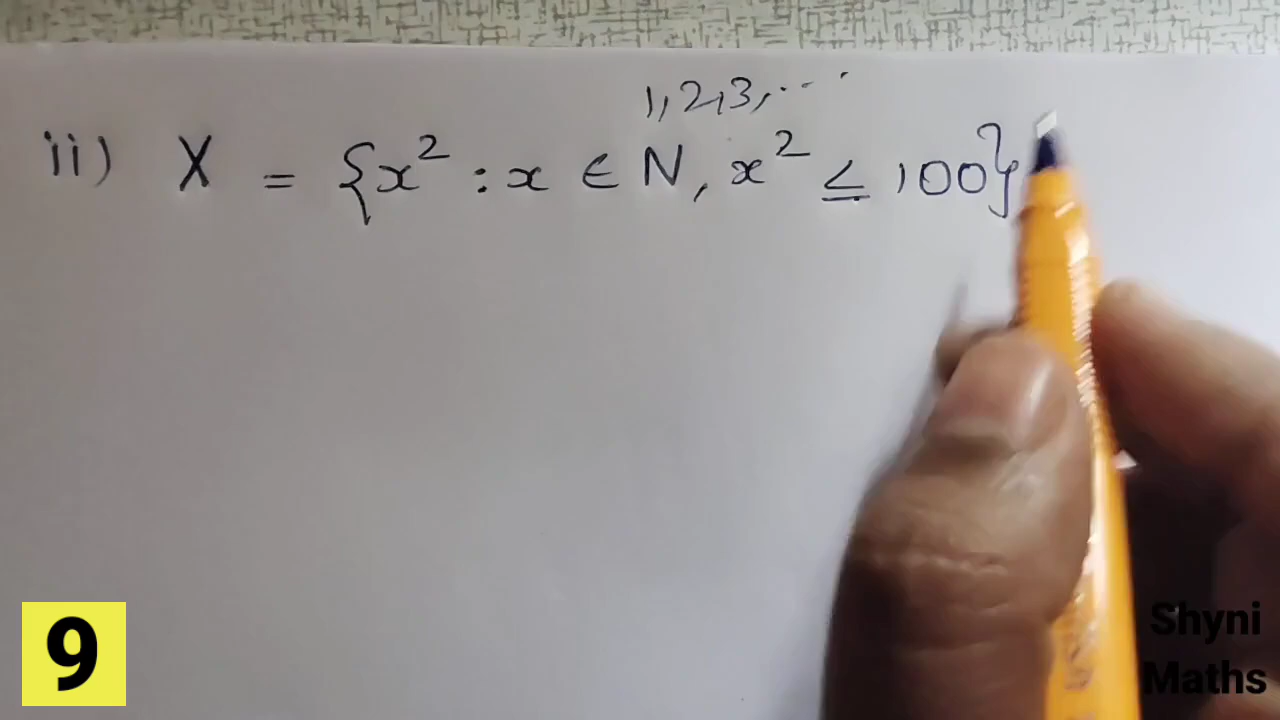 1,2,3,....
ii) X = {x² : x ∈ N, x² ≤ 100}
9
Shyni
Maths